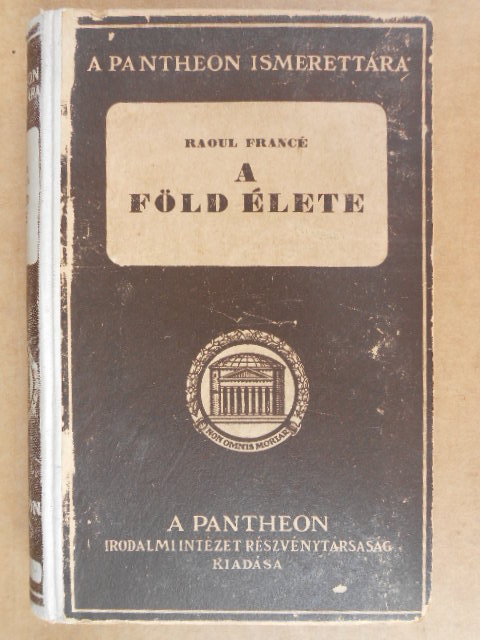 A PANTHEON ISMERETTÁRA
RAOUL FRANCÉ
A
FÖLD ÉLETE
NON OMNIS MORIAR
A PANTHEON
IRODALMI INTÉZET RÉSZVÉNYTÁRSASÁG
KIADÁSA